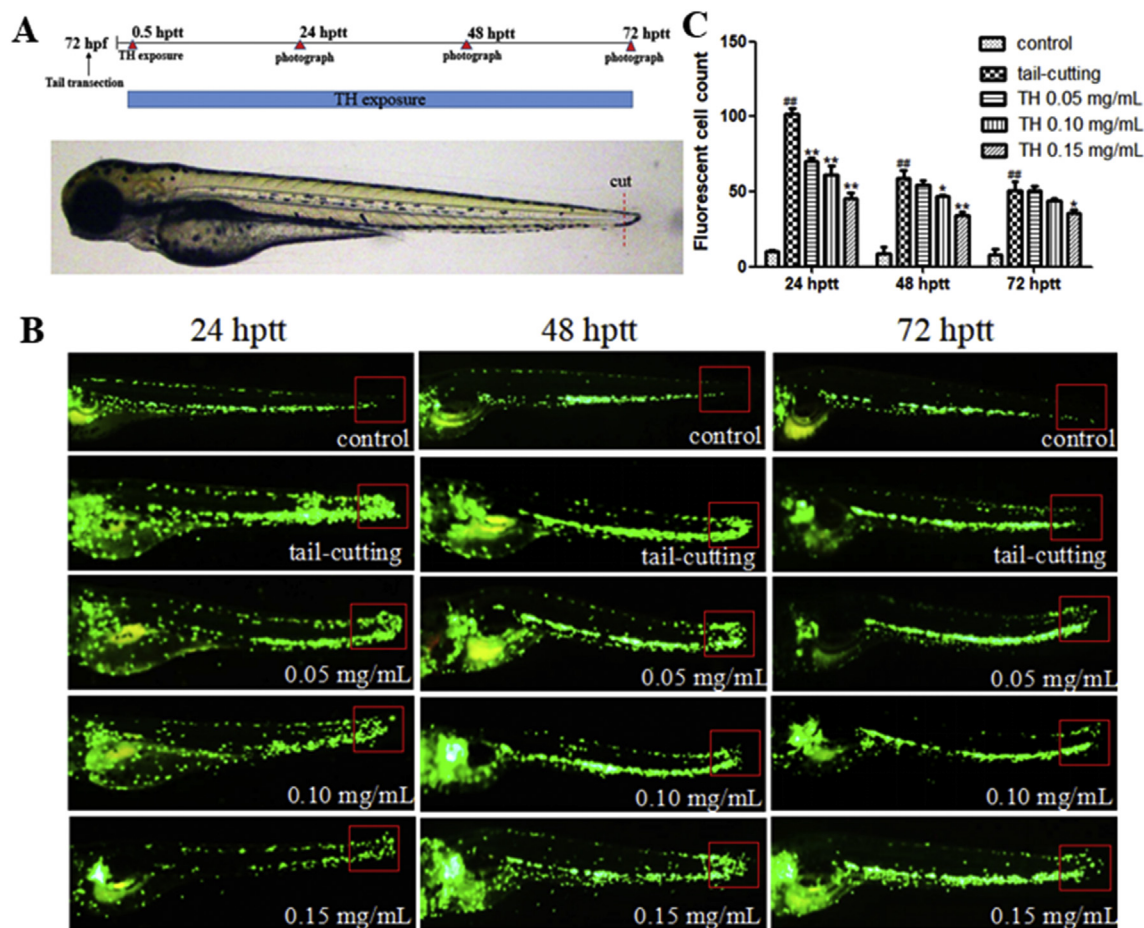 A
72 hpf
0.5 hptt
24 hptt
48 hptt
72 hptt
Tail transection
TH exposure
photograph
photograph
photograph
TH exposure
cut
C
Fluorescent cell count
150
100
50
0
## ** ** **
## * **
## *
24 hptt
48 hptt
72 hptt
control
tail-cutting
TH 0.05 mg/mL
TH 0.10 mg/mL
TH 0.15 mg/mL
B
24 hptt
48 hptt
72 hptt
control
control
control
tail-cutting
tail-cutting
tail-cutting
0.05 mg/mL
0.05 mg/mL
0.05 mg/mL
0.10 mg/mL
0.10 mg/mL
0.10 mg/mL
0.15 mg/mL
0.15 mg/mL
0.15 mg/mL